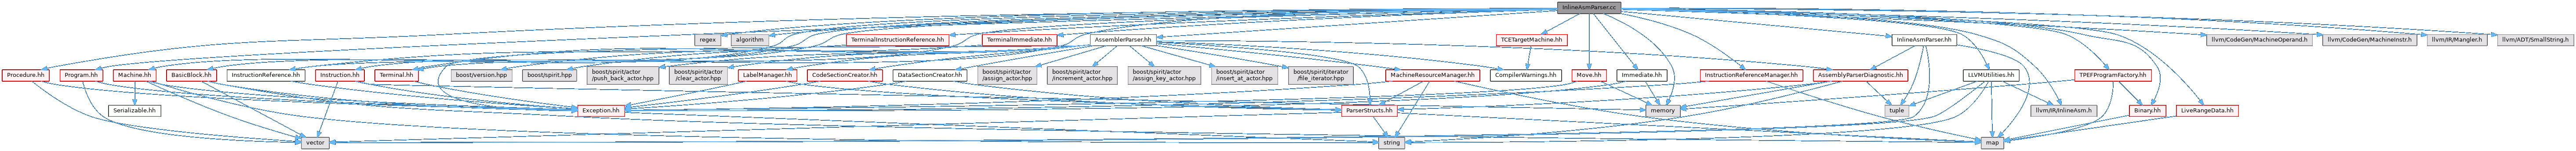 InlineAsmParser.cc
regex
algorithm
TerminalInstructionReference.hh
TerminalImmediate.hh
AssemblerParser.hh
TCETargetMachine.hh
InlineAsmParser.hh
llvm/CodeGen/MachineOperand.h
llvm/CodeGen/MachineInstr.h
llvm/IR/Mangler.h
llvm/ADT/SmallString.h
Procedure.hh
Program.hh
Machine.hh
BasicBlock.hh
InstructionReference.hh
Instruction.hh
Terminal.hh
boost/version.hpp
boost/spirit.hpp
boost/spirit/actor
/push_back_actor.hpp
boost/spirit/actor
/clear_actor.hpp
LabelManager.hh
CodeSectionCreator.hh
DataSectionCreator.hh
boost/spirit/actor
/assign_actor.hpp
boost/spirit/actor
/increment_actor.hpp
boost/spirit/actor
/assign_key_actor.hpp
boost/spirit/actor
/insert_at_actor.hpp
boost/spirit/iterator
/file_iterator.hpp
MachineResourceManager.hh
CompilerWarnings.hh
Move.hh
Immediate.hh
InstructionReferenceManager.hh
AssemblyParserDiagnostic.hh
LLVMUtilities.hh
TPEFProgramFactory.hh
Serializable.hh
Exception.hh
ParserStructs.hh
memory
tuple
llvm/IR/InlineAsm.h
Binary.hh
LiveRangeData.hh
vector
string
map